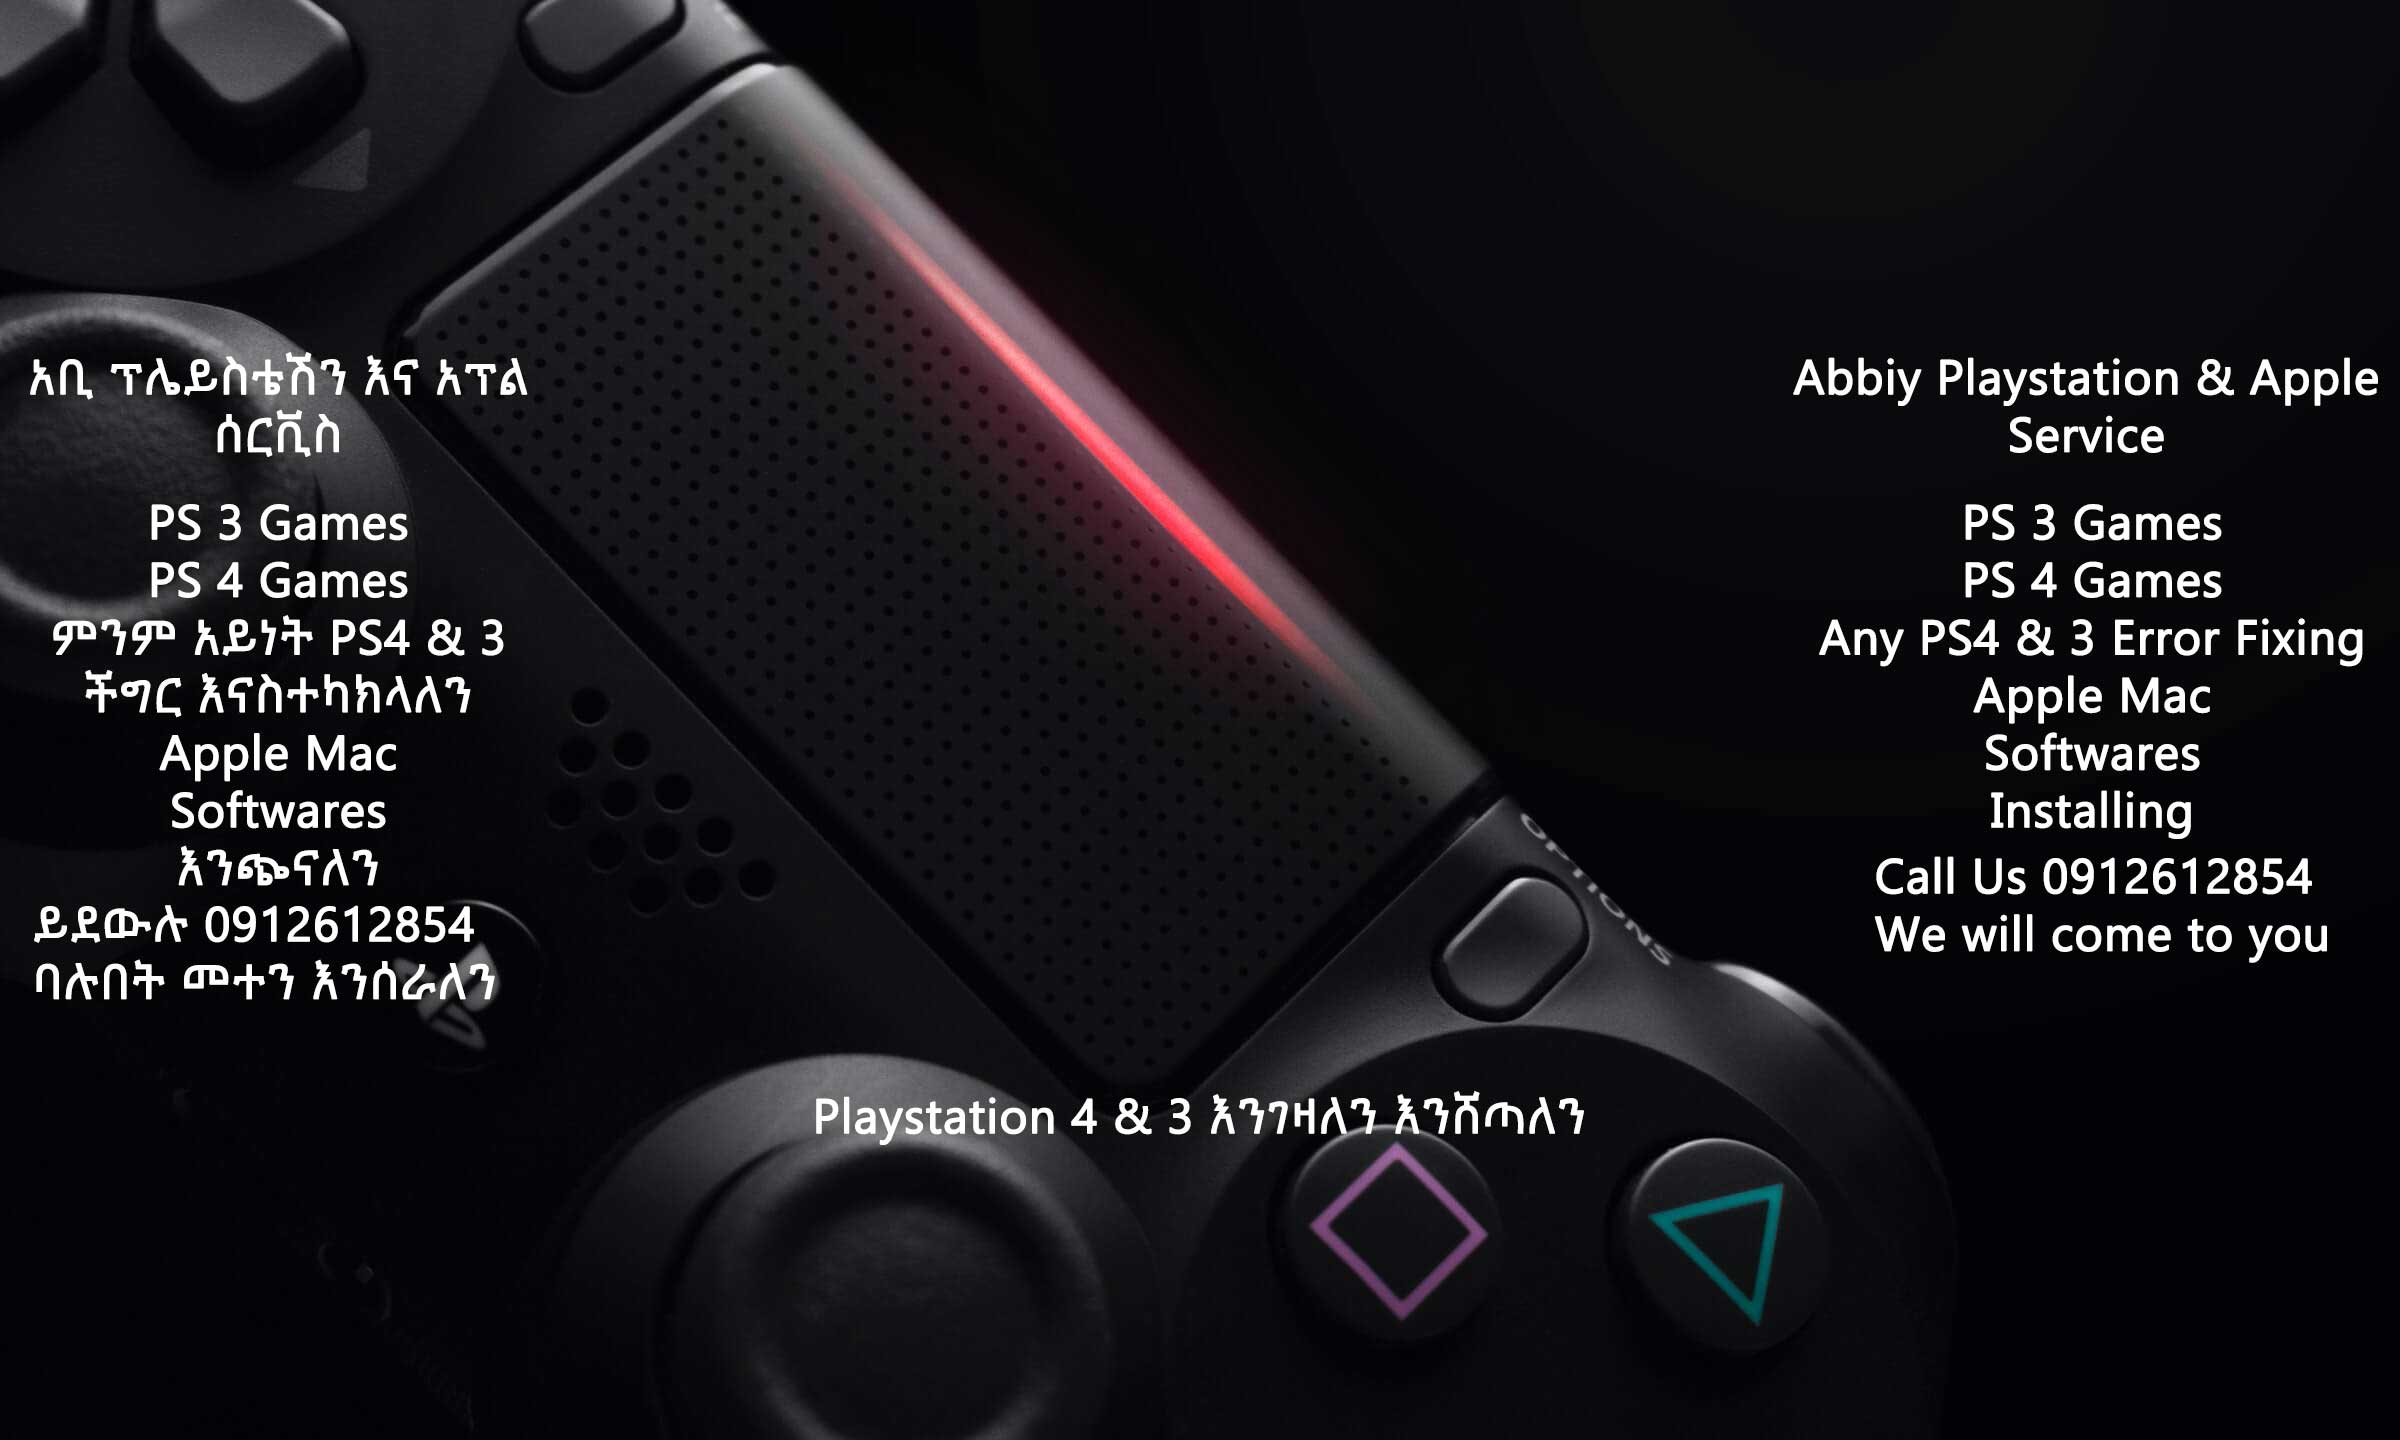 አቢ ፕሌይስቴሽን እና አፕል
ሰርቪስ
PS 3 Games
PS 4 Games
ምንም አይነት PS4 & 3
ችግር እናስተካክላለን
Apple Mac
Softwares
እንጭናለን
ይደውሉ 0912612854
ባሉበት መተን እንሰራለን
Abbiy Playstation & Apple
Service
PS 3 Games
PS 4 Games
Any PS4 & 3 Error Fixing
Apple Mac
Softwares
Installing
Call Us 0912612854
We will come to you
OPTIONS
Playstation 4 & 3 እንገዛለን እንሸጣለን